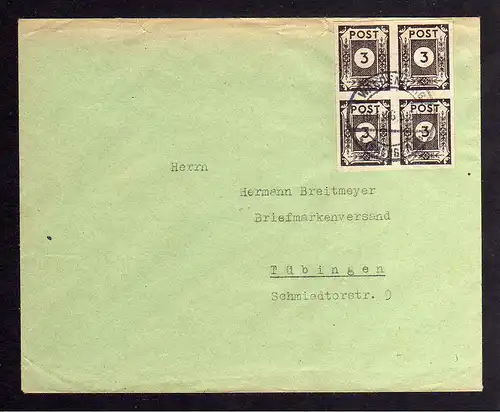 POST POST
3 3
POST POST
3 3
Herrn
Hermann Breitmeyer
Briefmarkenversand
Tübingen
Schmiedtorstr. 9